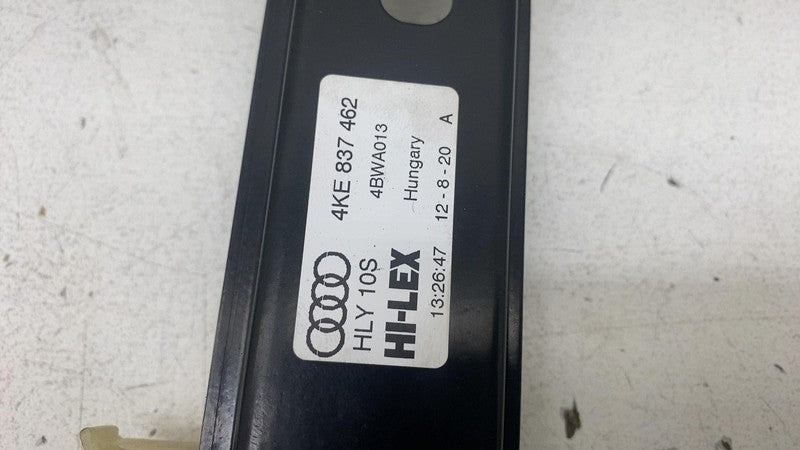 4KE 837 462
HLY 10S 4BWA013
HI-LEX Hungary
13:26:47 12-8-20 A